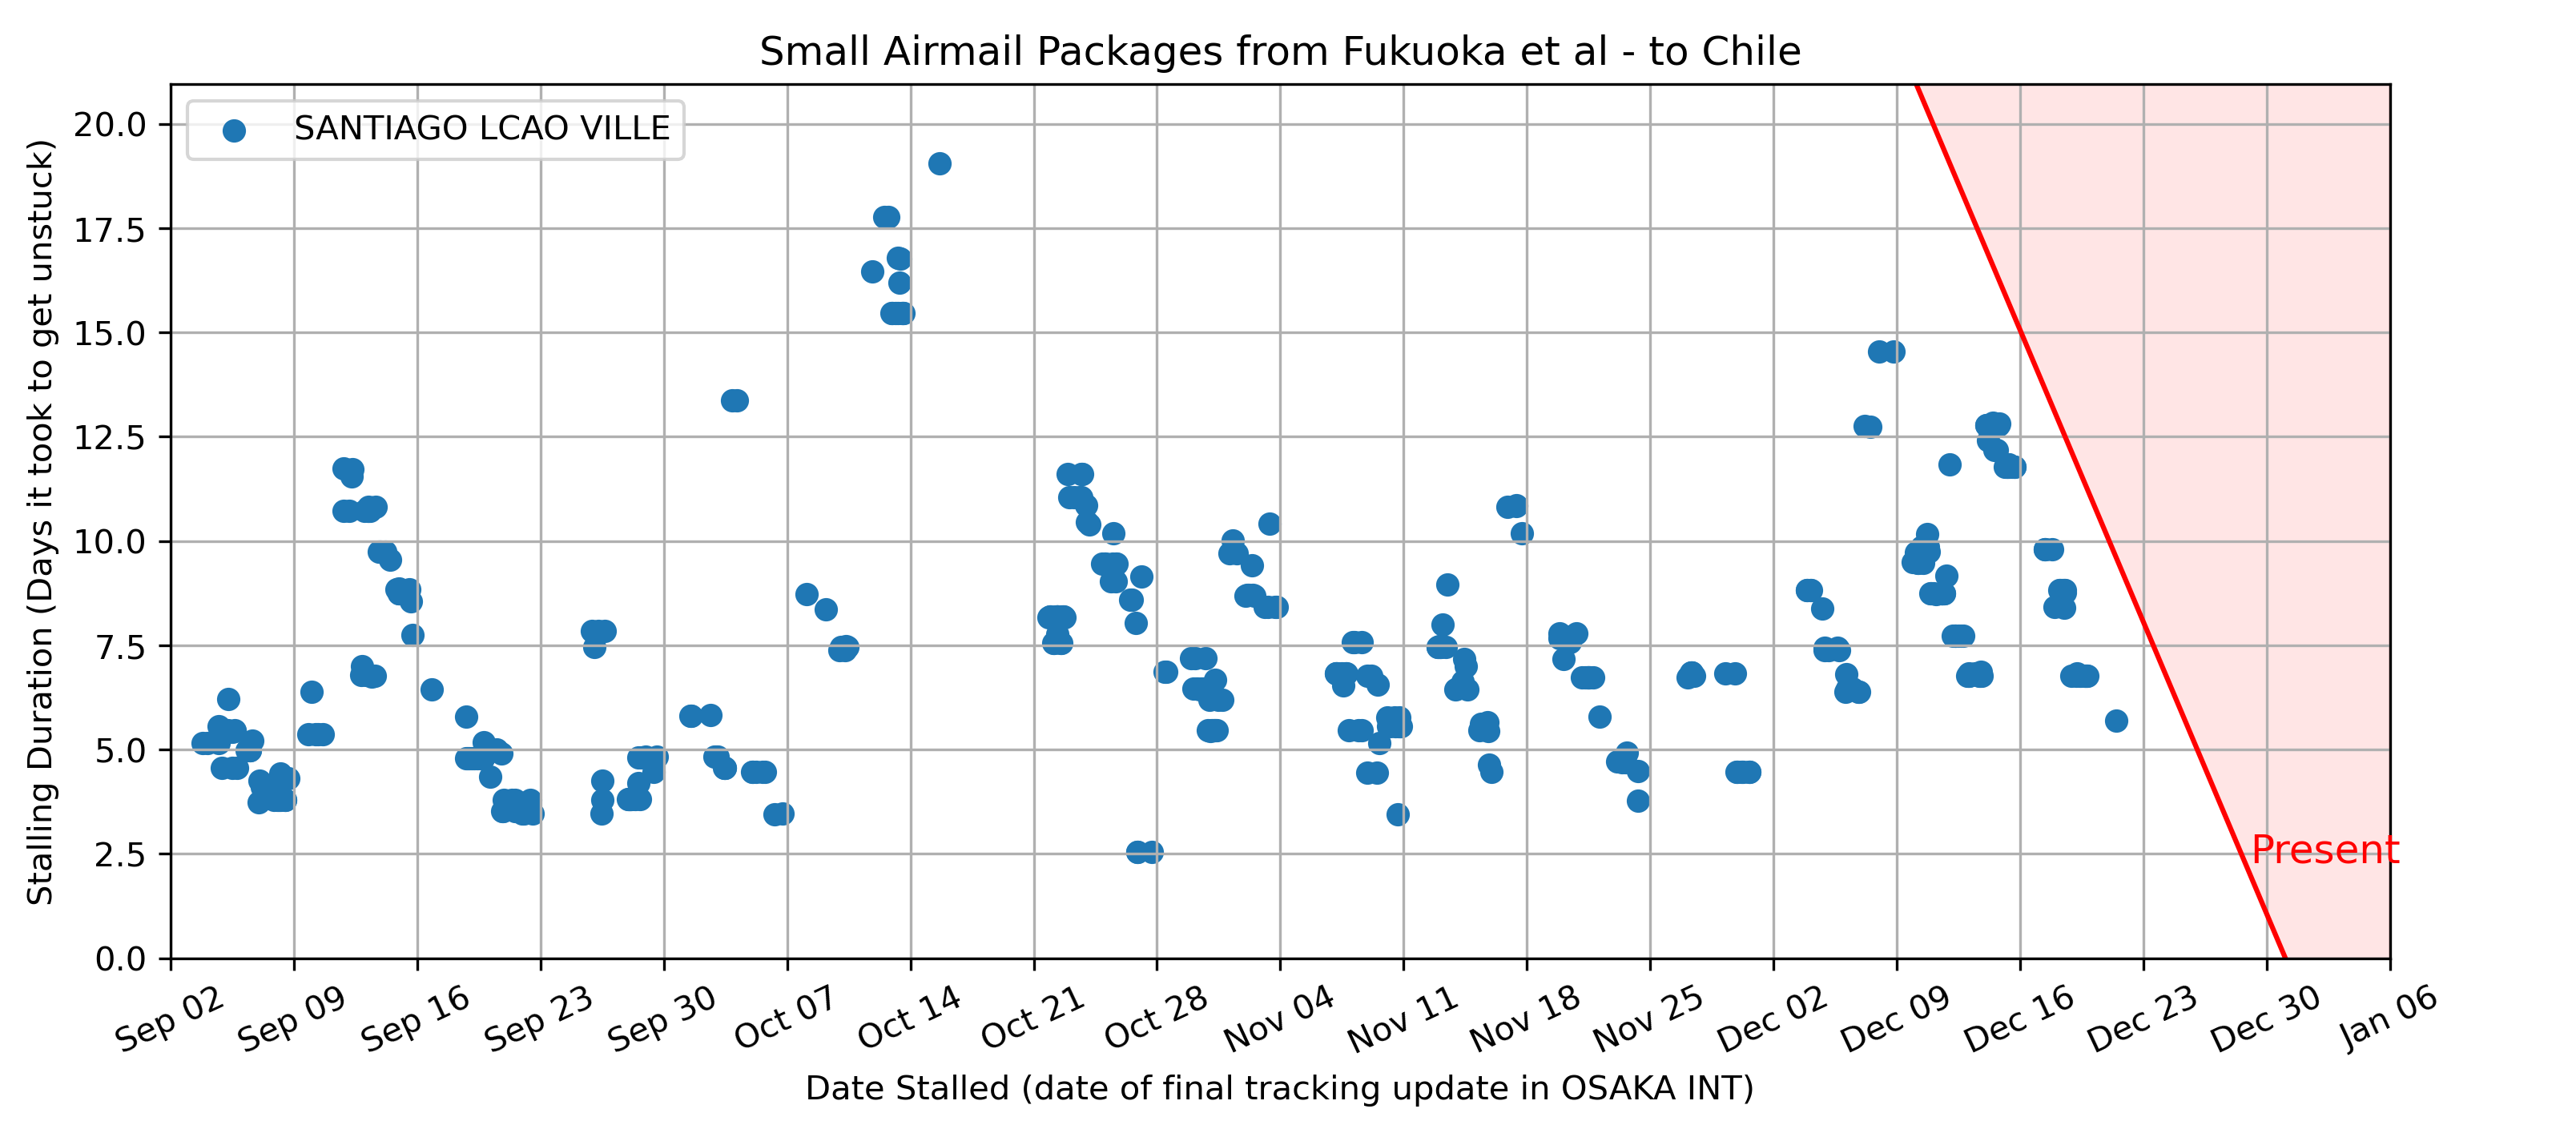 Small Airmail Packages from Fukuoka et al - to Chile
SANTIAGO LCAO VILLE
Stalling Duration (Days it took to get unstuck)
20.0
17.5
15.0
12.5
10.0
7.5
5.0
2.5
0.0
Present
Sep 02 Sep 09 Sep 16 Sep 23 Sep 30 Oct 07 Oct 14 Oct 21 Oct 28 Nov 04 Nov 11 Nov 18 Nov 25 Dec 02 Dec 09 Dec 16 Dec 23 Dec 30 Jan 06
Date Stalled (date of final tracking update in OSAKA INT)